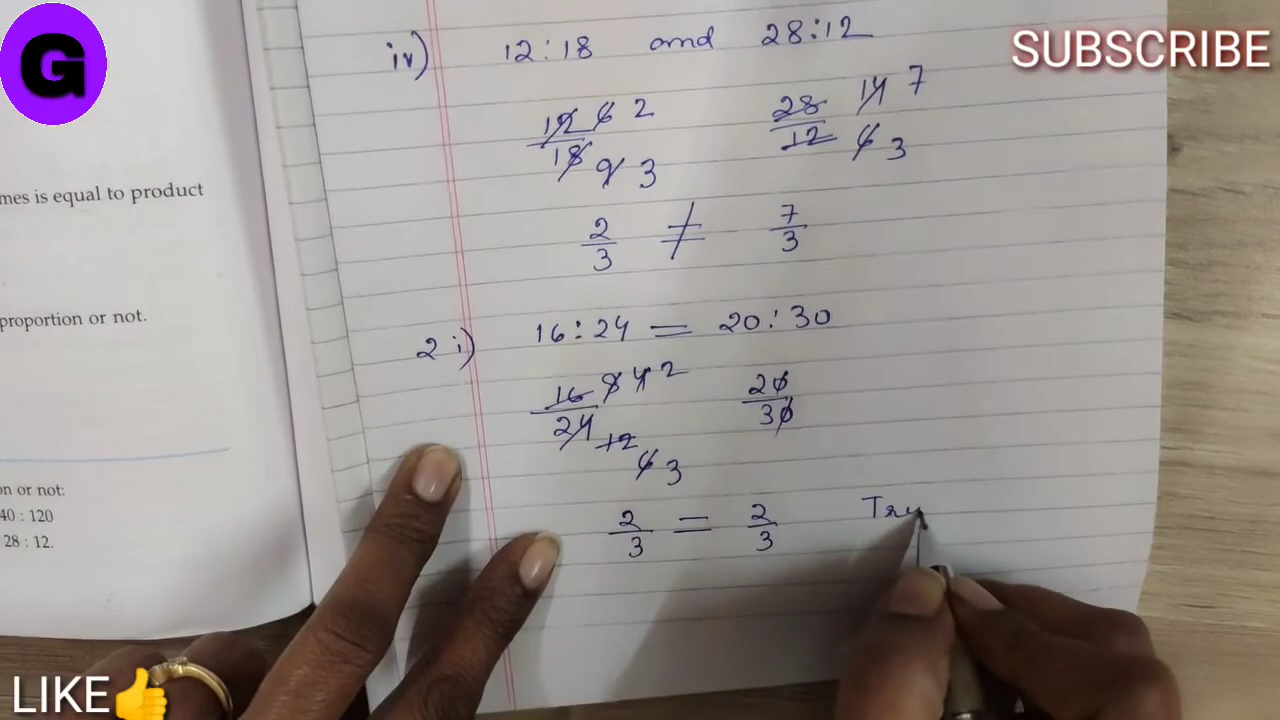 G
SUBSCRIBE
mes is equal to product
proportion or not.
on or not:
40 : 120
28 : 12.
iv) 12:18 and 28:12
12 6 2 28 14 7
18 9 3 12 6 3
2 ≠ 7
3 3
2 i) 16:24 = 20:30
16 8 4 2 20
24 12 6 3 30
2 = 2 Tru
3 3
LIKE